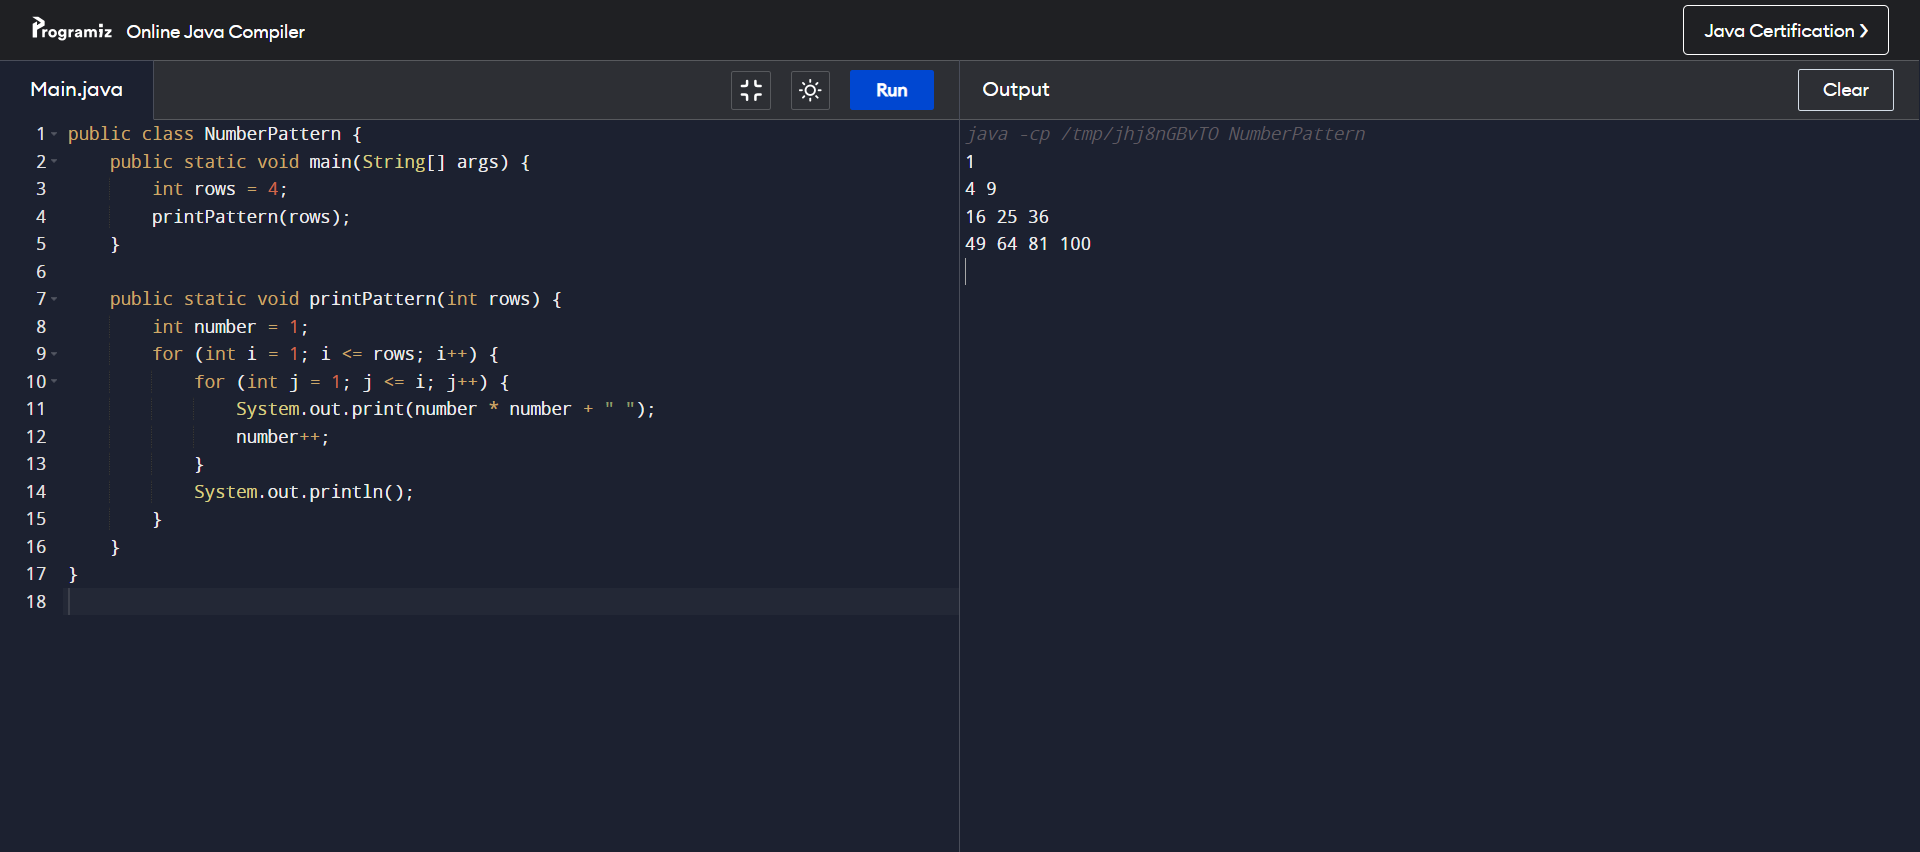 Programiz Online Java Compiler
Java Certification ❯
Main.java
Run
Output
Clear
1 public class NumberPattern {
2     public static void main(String[] args) {
3         int rows = 4;
4         printPattern(rows);
5     }
6
7     public static void printPattern(int rows) {
8         int number = 1;
9         for (int i = 1; i <= rows; i++) {
10             for (int j = 1; j <= i; j++) {
11                 System.out.print(number * number + " ");
12                 number++;
13             }
14             System.out.println();
15         }
16     }
17 }
18
java -cp /tmp/jhj8nGBvTO NumberPattern
1
4 9
16 25 36
49 64 81 100